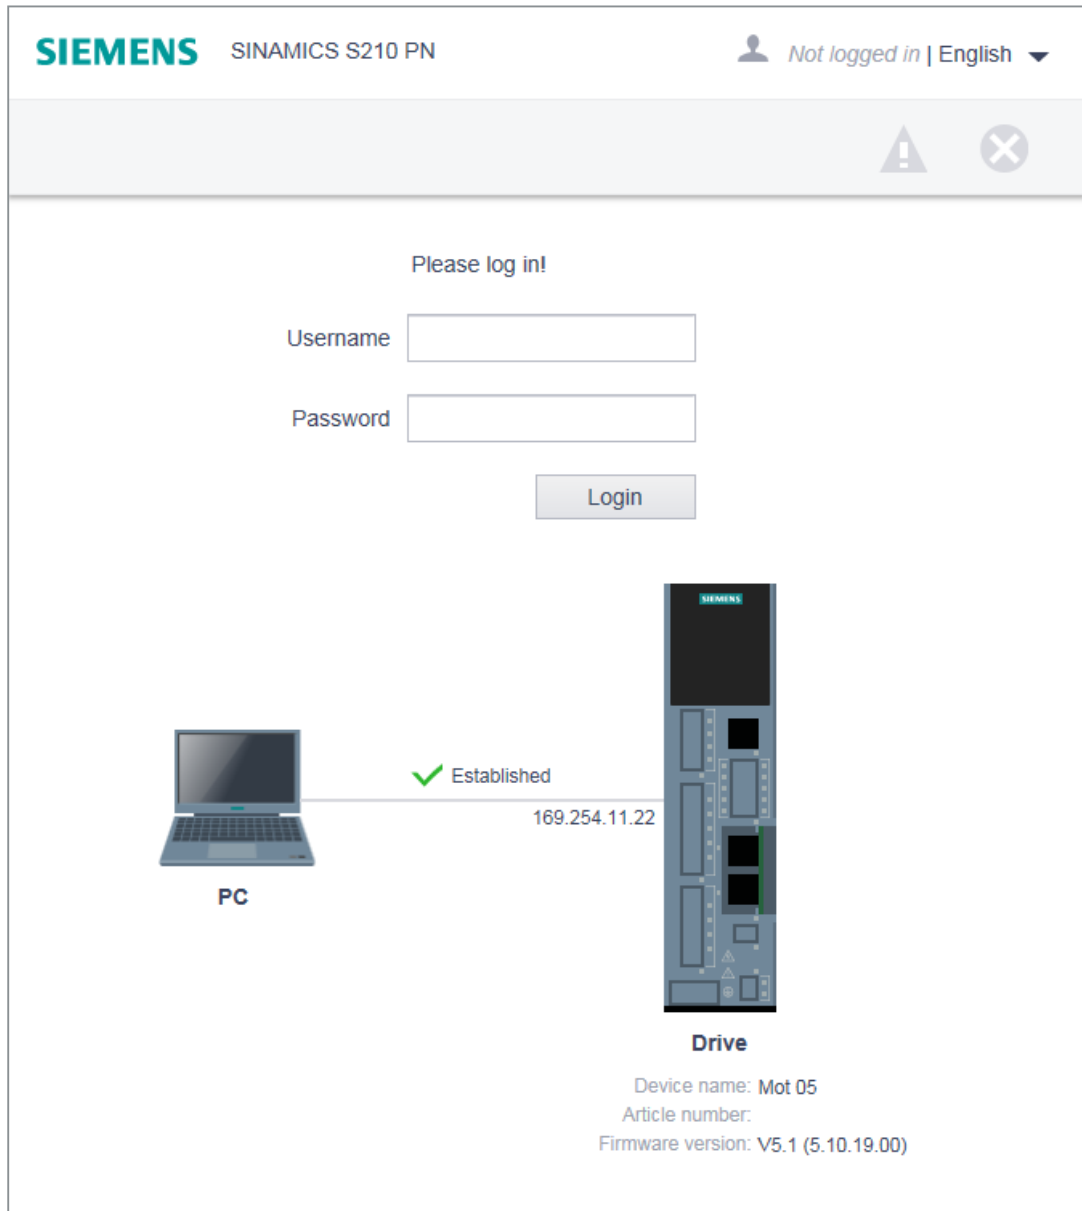 SIEMENS SINAMICS S210 PN Not logged in | English
Please log in!
Username
Password
Login
SIEMENS
Established
169.254.11.22
PC
Drive
Device name: Mot 05
Article number:
Firmware version: V5.1 (5.10.19.00)